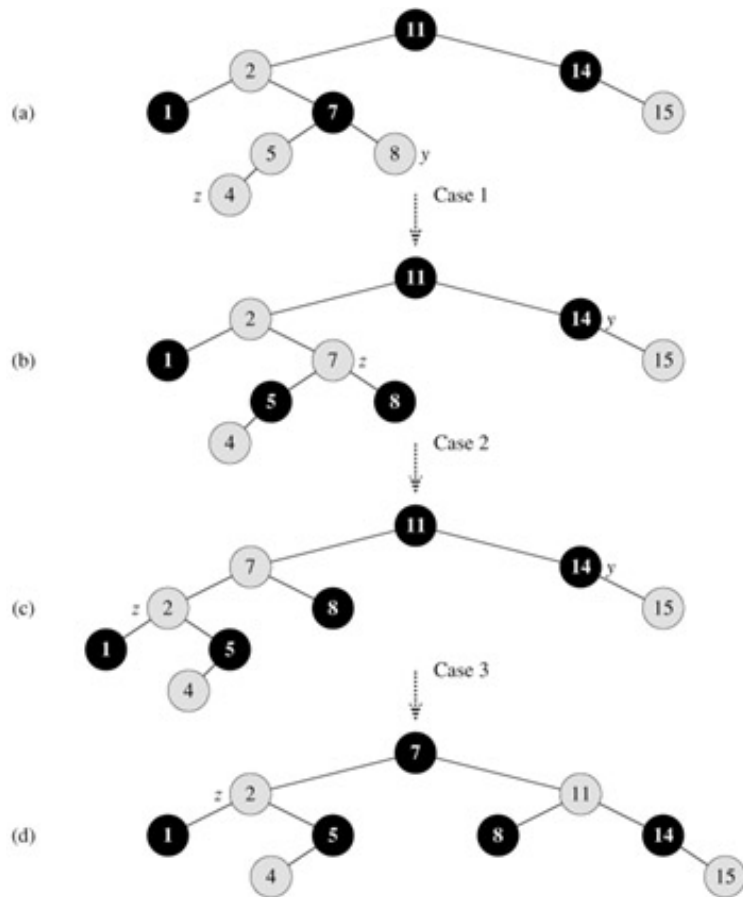 11
2 14
(a) 1 7 15
5 8 y
z 4 Case 1
11
2 14 y
(b) 1 7 z 15
5 8
4 Case 2
11
7 14 y
(c) z 2 8 15
1 5
4 Case 3
7
z 2 11
(d) 1 5 8 14
4 15